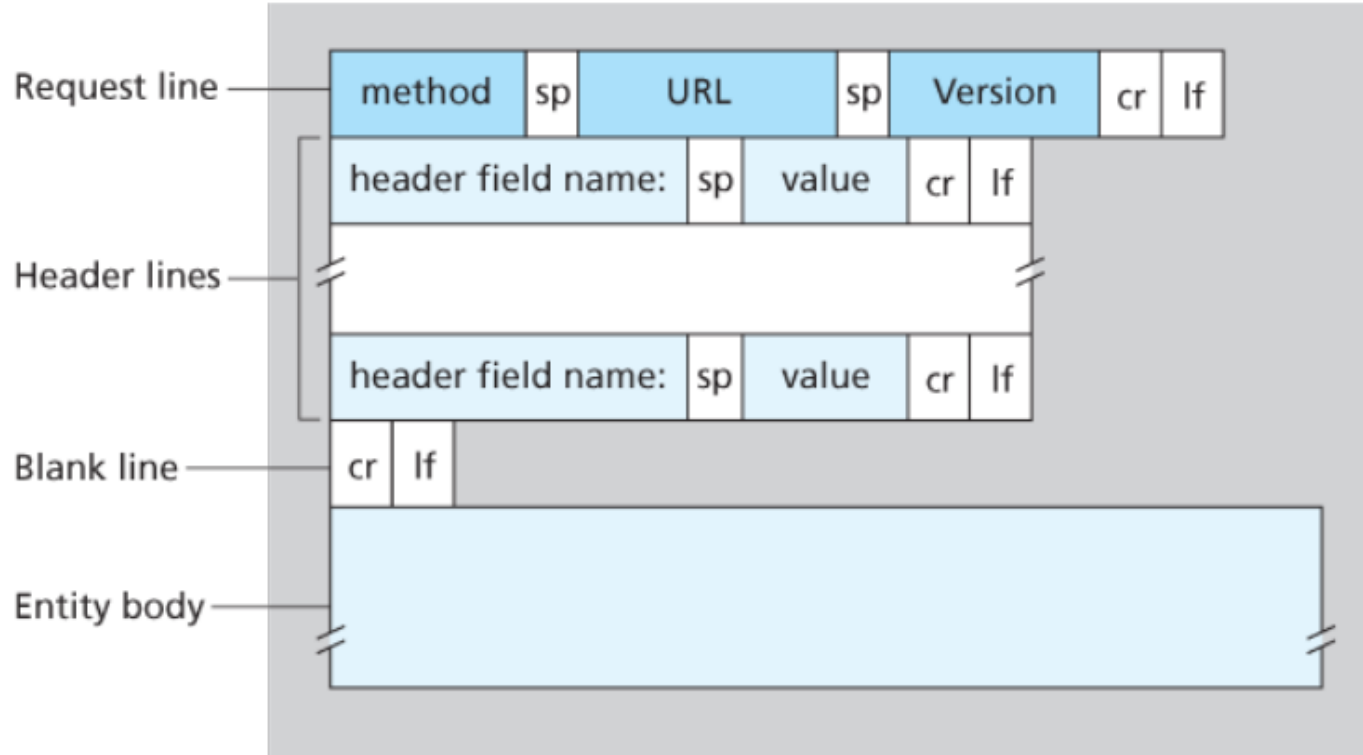 Request line method sp URL sp Version cr lf
header field name: sp value cr lf
Header lines
header field name: sp value cr lf
Blank line cr lf
Entity body